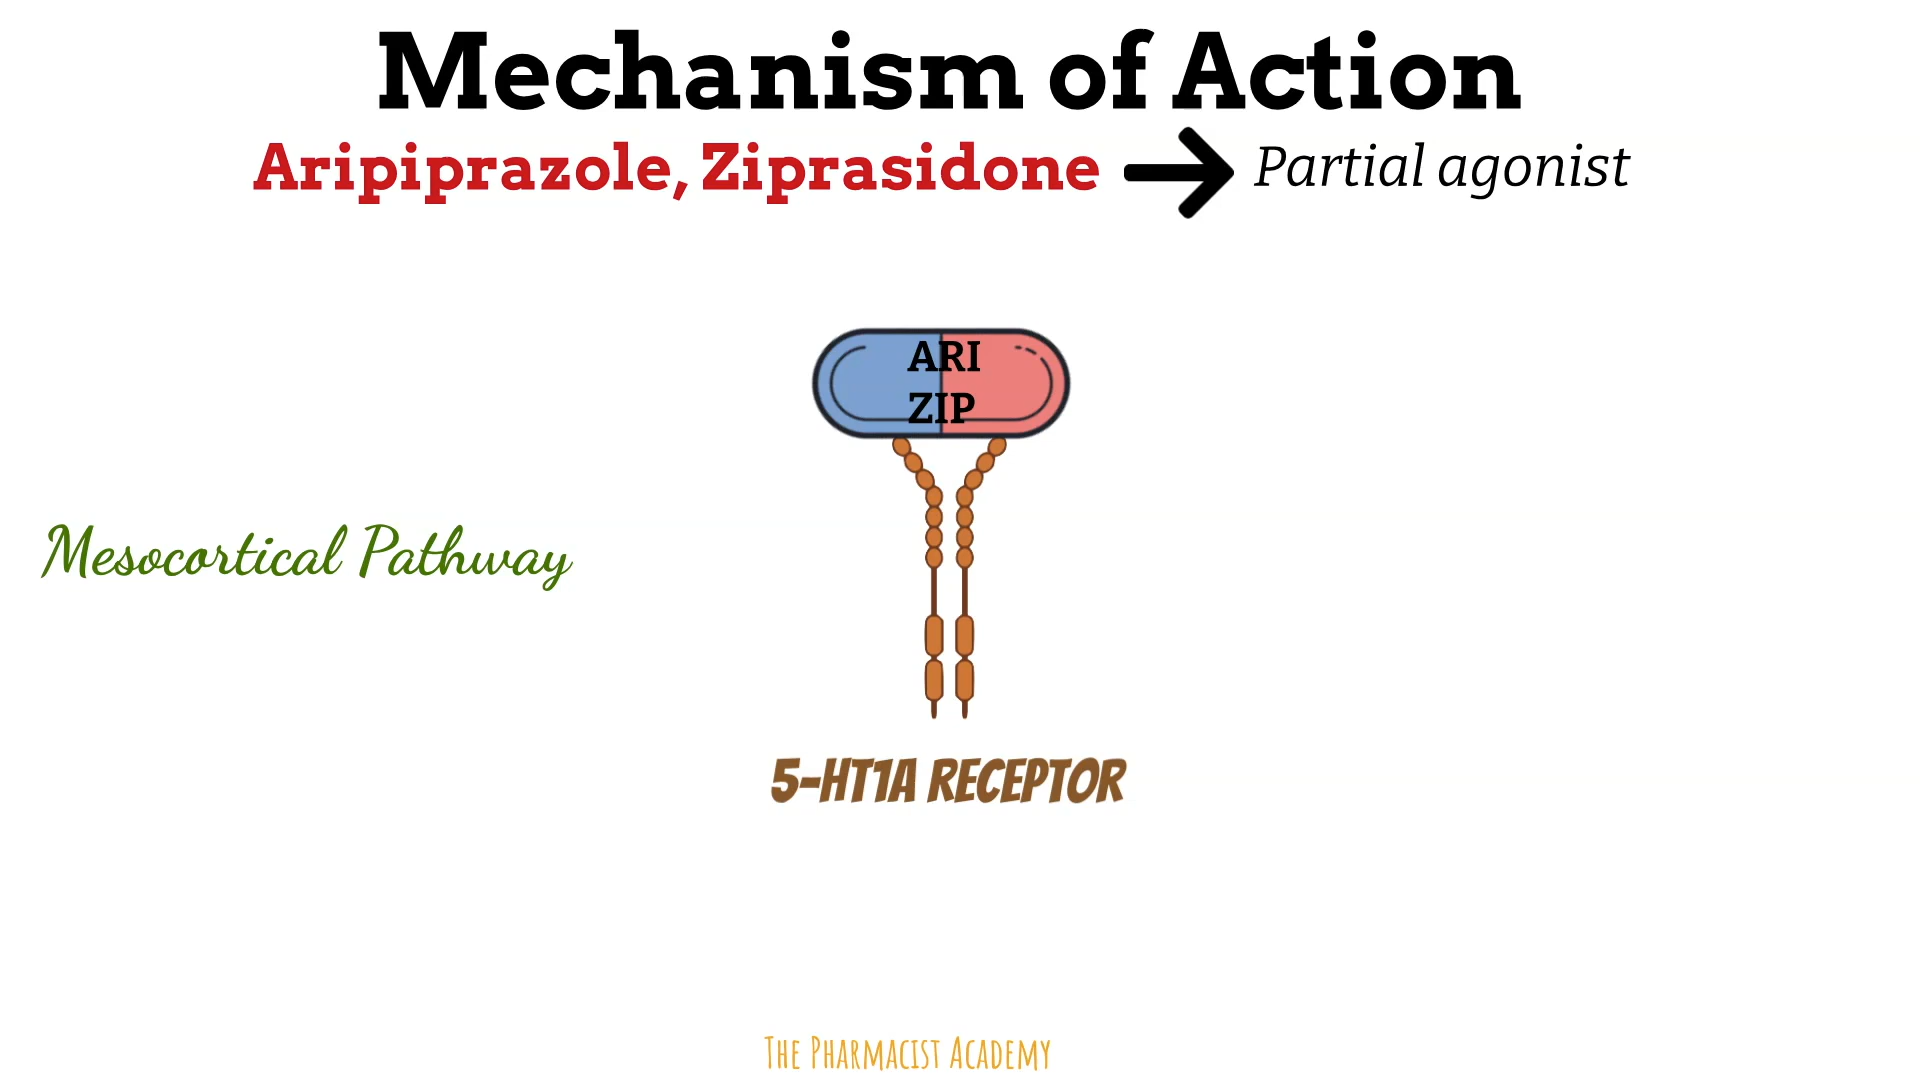 Mechanism of Action
Aripiprazole, Ziprasidone Partial agonist
ARI
ZIP
Mesocortical Pathway
5-HT1A RECEPTOR
The Pharmacist Academy